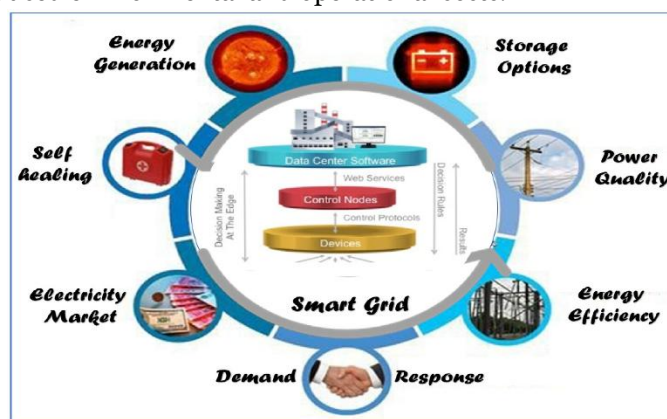 Energy
Generation
Storage
Options
Self
healing
Power
Quality
Data Center Software
Web Services
Control Nodes
Control Protocols
Devices
Decision Making
At The Edge
Decision Rules
Results
Electricity
Market
Smart Grid
Energy
Efficiency
Demand Response